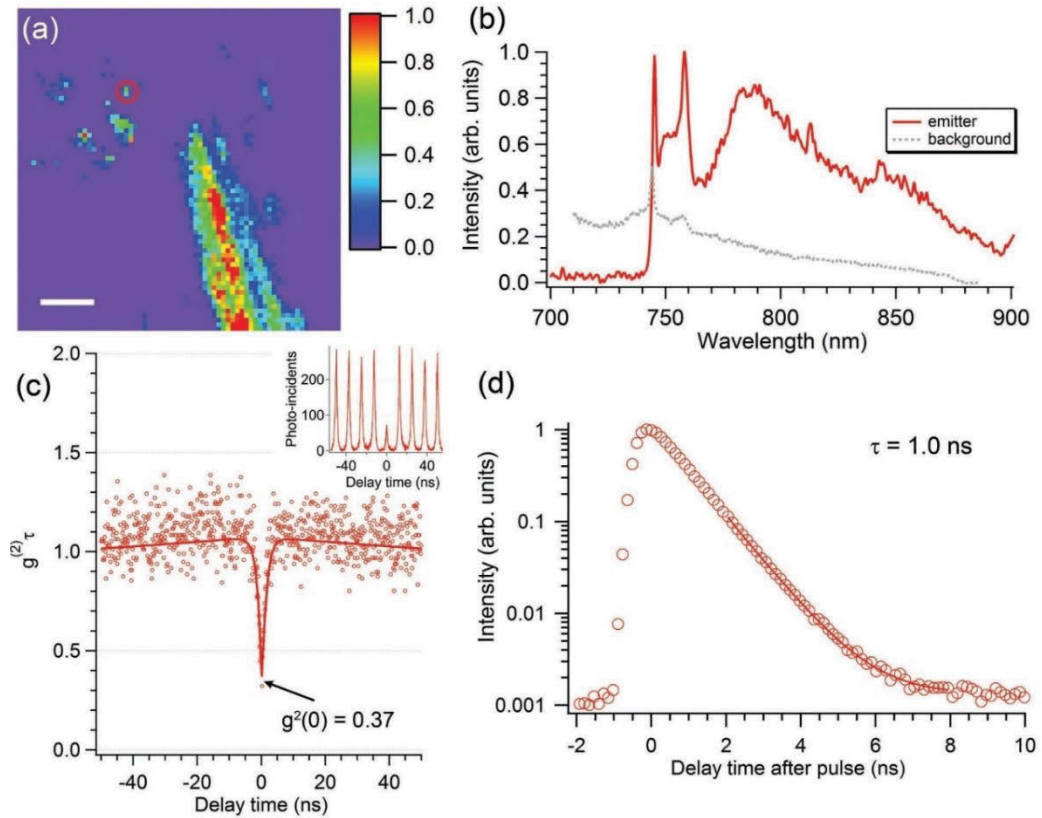 (a)
1.0
0.8
0.6
0.4
0.2
0.0
(b)
Intensity (arb. units)
1.0
0.8
0.6
0.4
0.2
0.0
emitter
background
700
750
800
850
900
Wavelength (nm)
(c)
g(2)τ
2.0
1.5
1.0
0.5
0.0
Photo-incidents
200
100
0
-40
0
40
Delay time (ns)
g²(0) = 0.37
-40
-20
0
20
40
Delay time (ns)
(d)
Intensity (arb. units)
1
0.1
0.01
0.001
τ = 1.0 ns
-2
0
2
4
6
8
10
Delay time after pulse (ns)